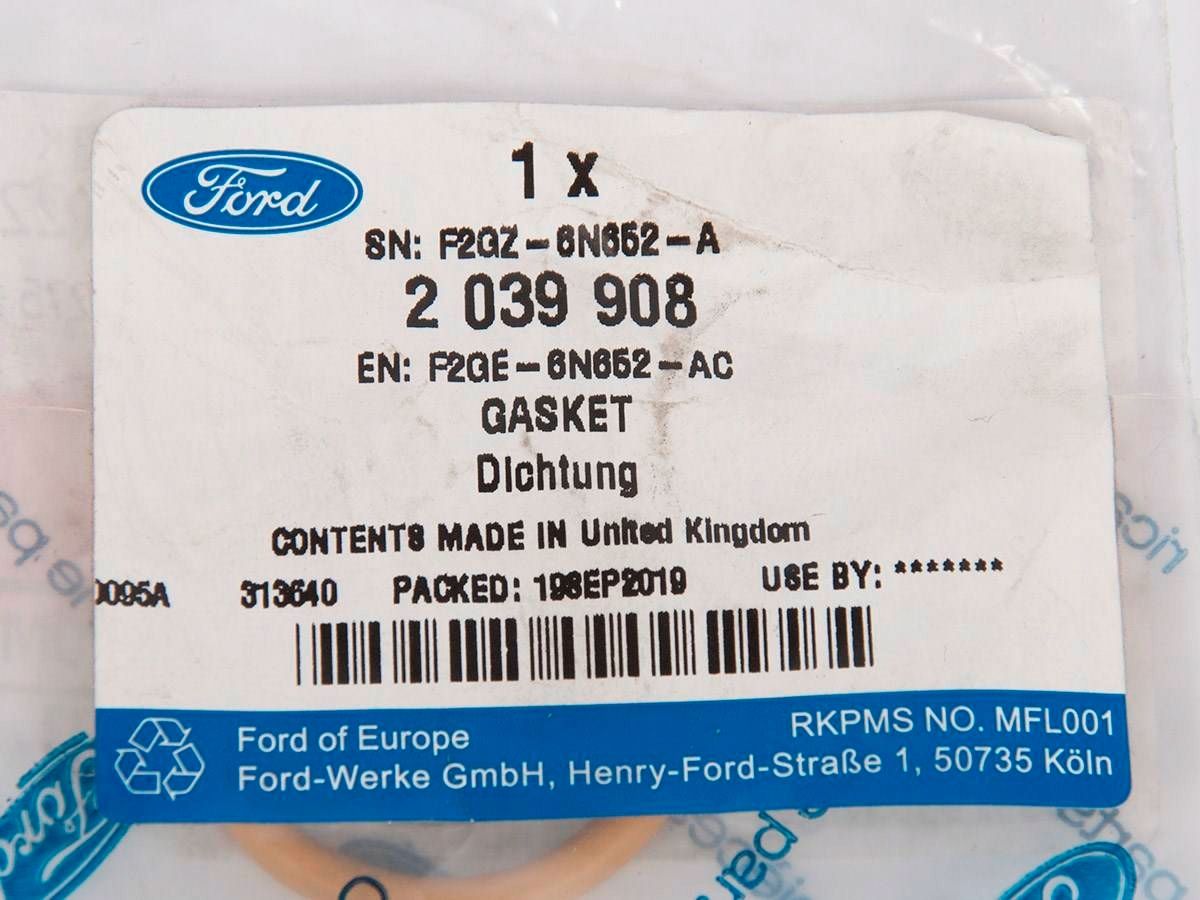 Ford
1 x
SN: F2GZ-6N652-A
2 039 908
EN: F2GE-6N652-AC
GASKET
Dichtung
CONTENTS MADE IN United Kingdom
0095A 313640 PACKED: 19SEP2019 USE BY: *******
Ford of Europe
RKPMS NO. MFL001
Ford-Werke GmbH, Henry-Ford-Straße 1, 50735 Köln
Ford